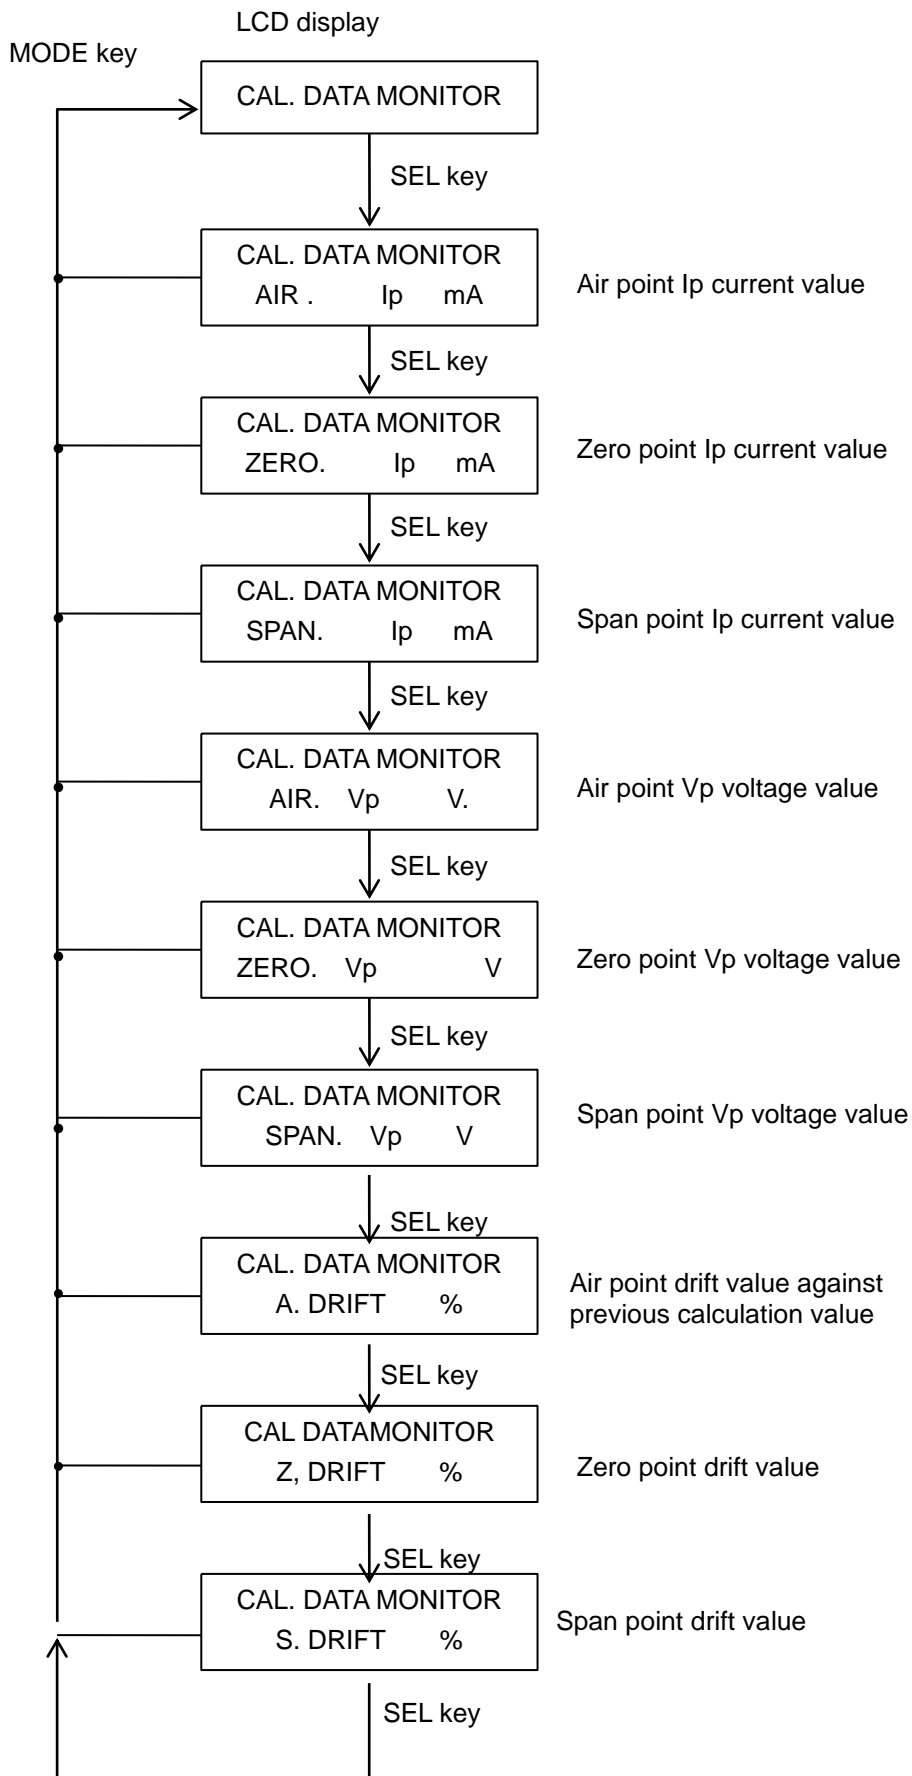 LCD display
MODE key
CAL. DATA MONITOR
SEL key
CAL. DATA MONITOR
AIR . Ip mA
Air point Ip current value
SEL key
CAL. DATA MONITOR
ZERO. Ip mA
Zero point Ip current value
SEL key
CAL. DATA MONITOR
SPAN. Ip mA
Span point Ip current value
SEL key
CAL. DATA MONITOR
AIR. Vp V.
Air point Vp voltage value
SEL key
CAL. DATA MONITOR
ZERO. Vp V
Zero point Vp voltage value
SEL key
CAL. DATA MONITOR
SPAN. Vp V
Span point Vp voltage value
SEL key
CAL. DATA MONITOR
A. DRIFT %
Air point drift value against
previous calculation value
SEL key
CAL DATAMONITOR
Z, DRIFT %
Zero point drift value
SEL key
CAL. DATA MONITOR
S. DRIFT %
Span point drift value
SEL key